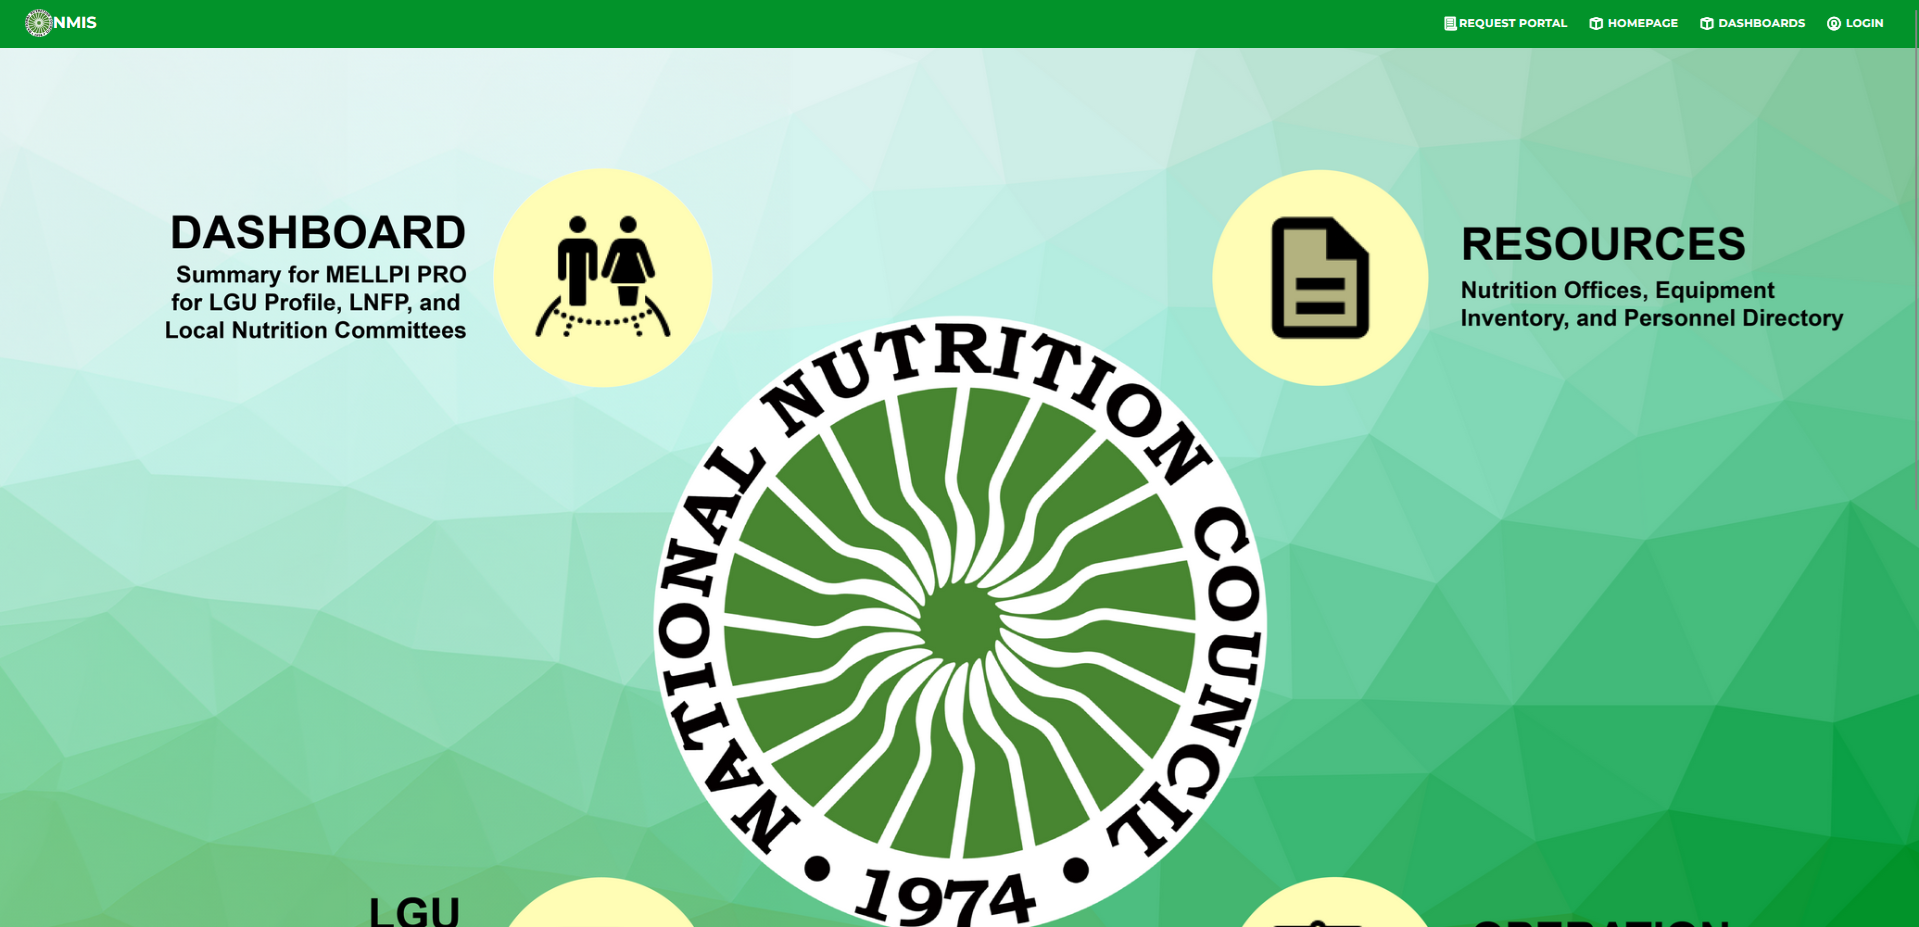 NMIS
REQUEST PORTAL
HOMEPAGE
DASHBOARDS
LOGIN
DASHBOARD
Summary for MELLPI PRO
for LGU Profile, LNFP, and
Local Nutrition Committees
RESOURCES
Nutrition Offices, Equipment
Inventory, and Personnel Directory
NATIONAL NUTRITION COUNCIL
• 1974 •
LGU
OPERATION